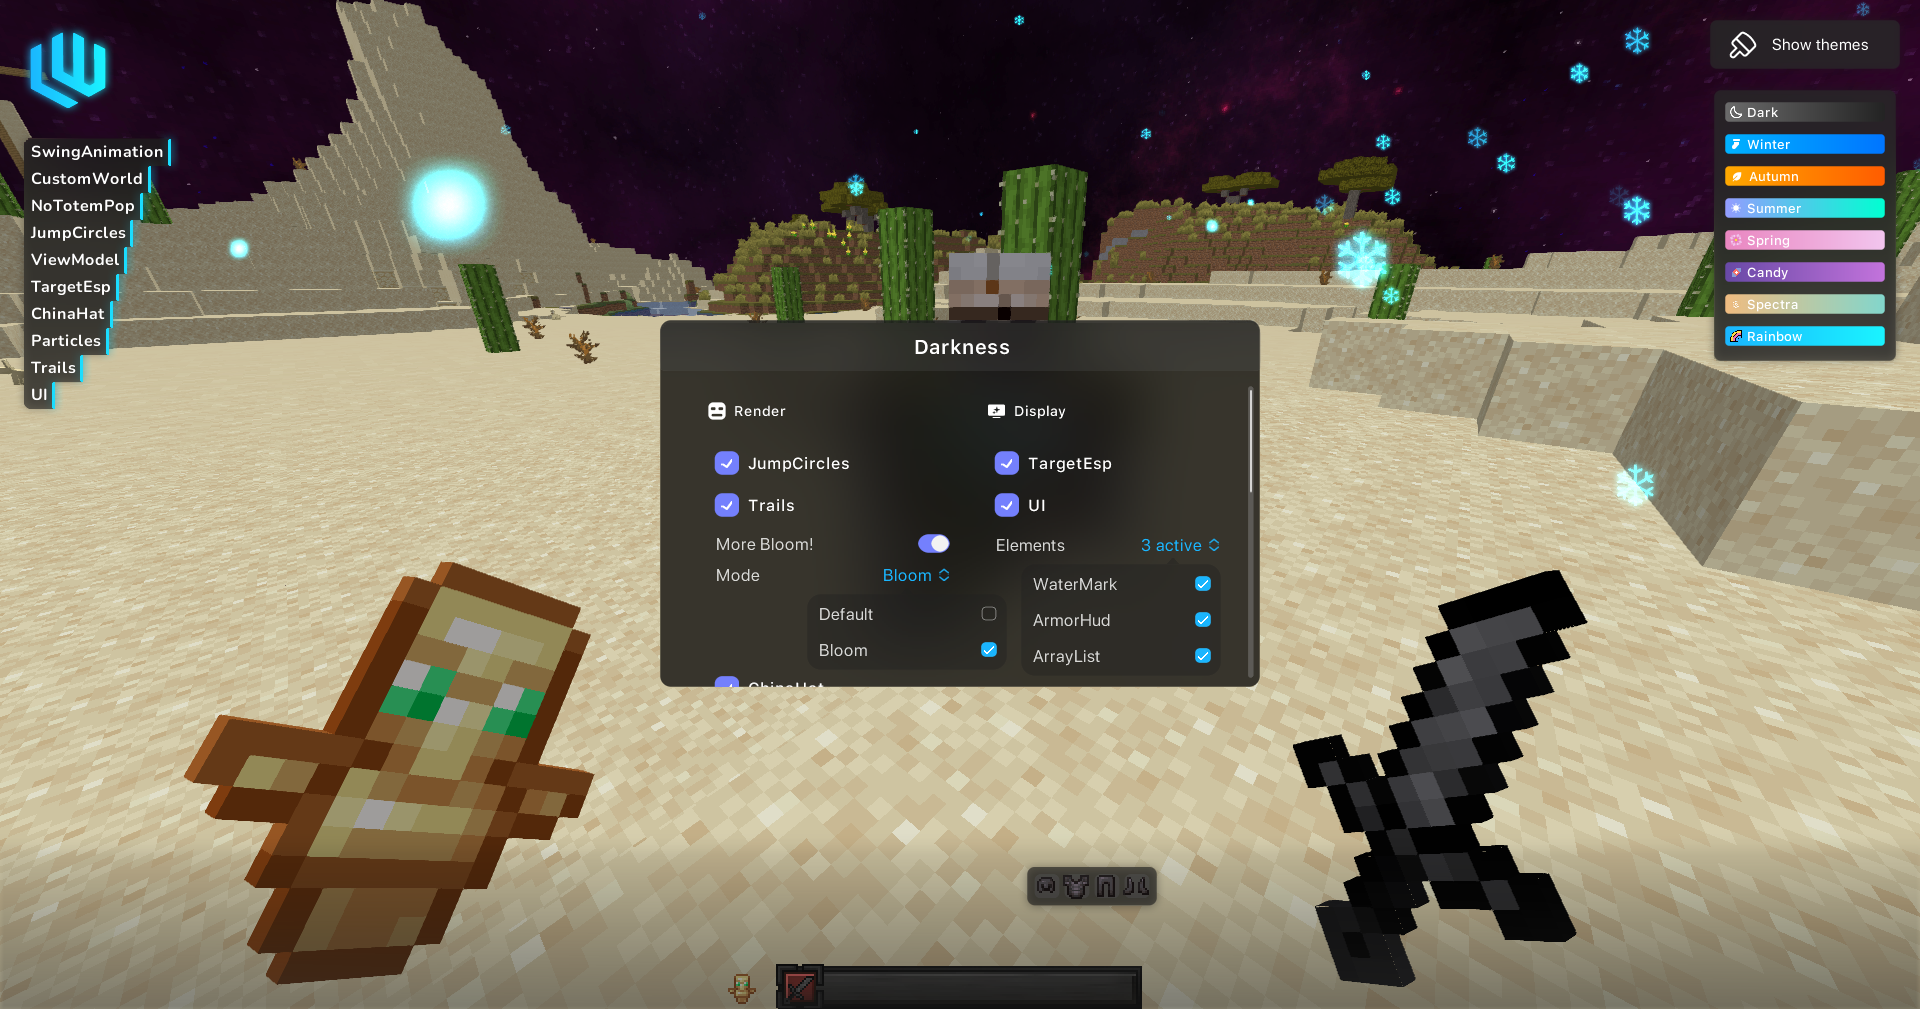 Show themes
Dark
Winter
Autumn
Summer
Spring
Candy
Spectra
Rainbow
SwingAnimation
CustomWorld
NoTotemPop
JumpCircles
ViewModel
TargetEsp
ChinaHat
Particles
Trails
UI
Darkness
Render
Display
JumpCircles
TargetEsp
Trails
UI
More Bloom!
Elements
3 active
Mode
Bloom
WaterMark
Default
ArmorHud
Bloom
ArrayList
ChinaHat